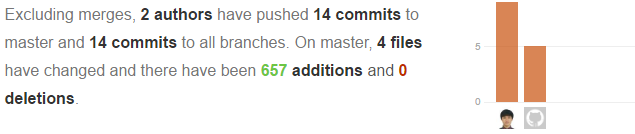 Excluding merges, 2 authors have pushed 14 commits to
master and 14 commits to all branches. On master, 4 files
have changed and there have been 657 additions and 0
deletions.
5
0